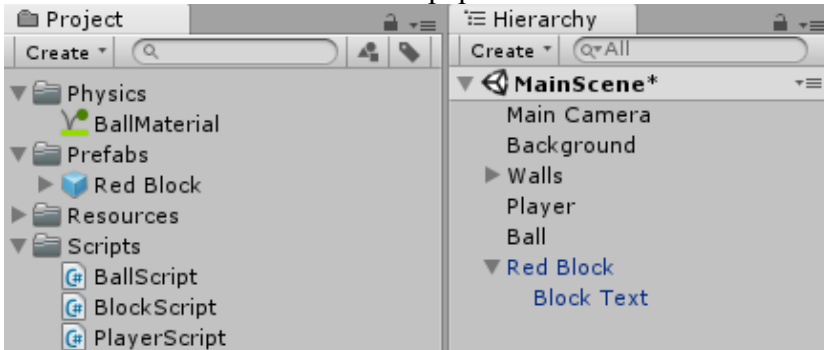 Project
Create
Physics
BallMaterial
Prefabs
Red Block
Resources
Scripts
BallScript
BlockScript
PlayerScript
Hierarchy
Create All
MainScene*
Main Camera
Background
Walls
Player
Ball
Red Block
Block Text